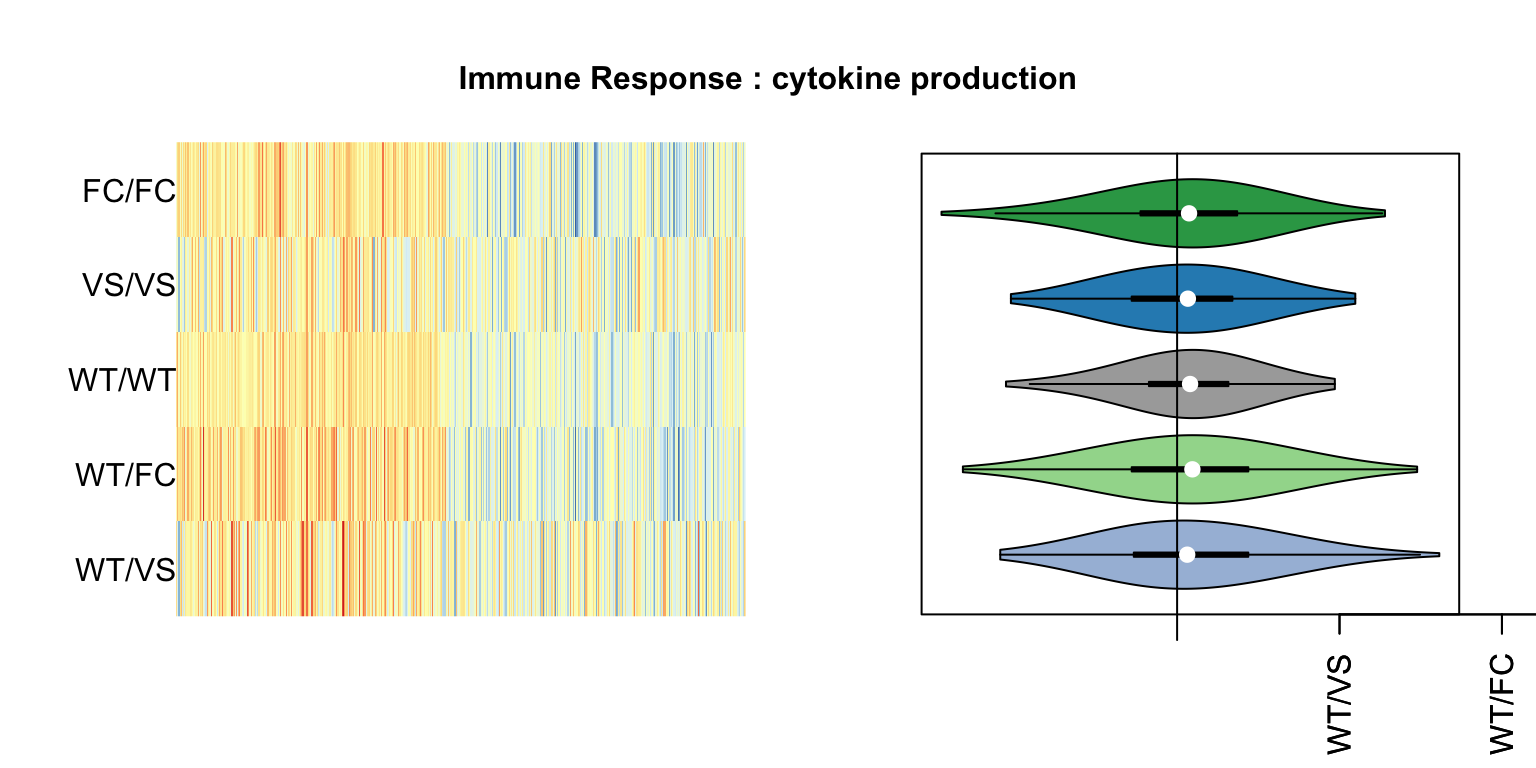 Immune Response : cytokine production
FC/FC
VS/VS
WT/WT
WT/FC
WT/VS
WT/VS
WT/FC